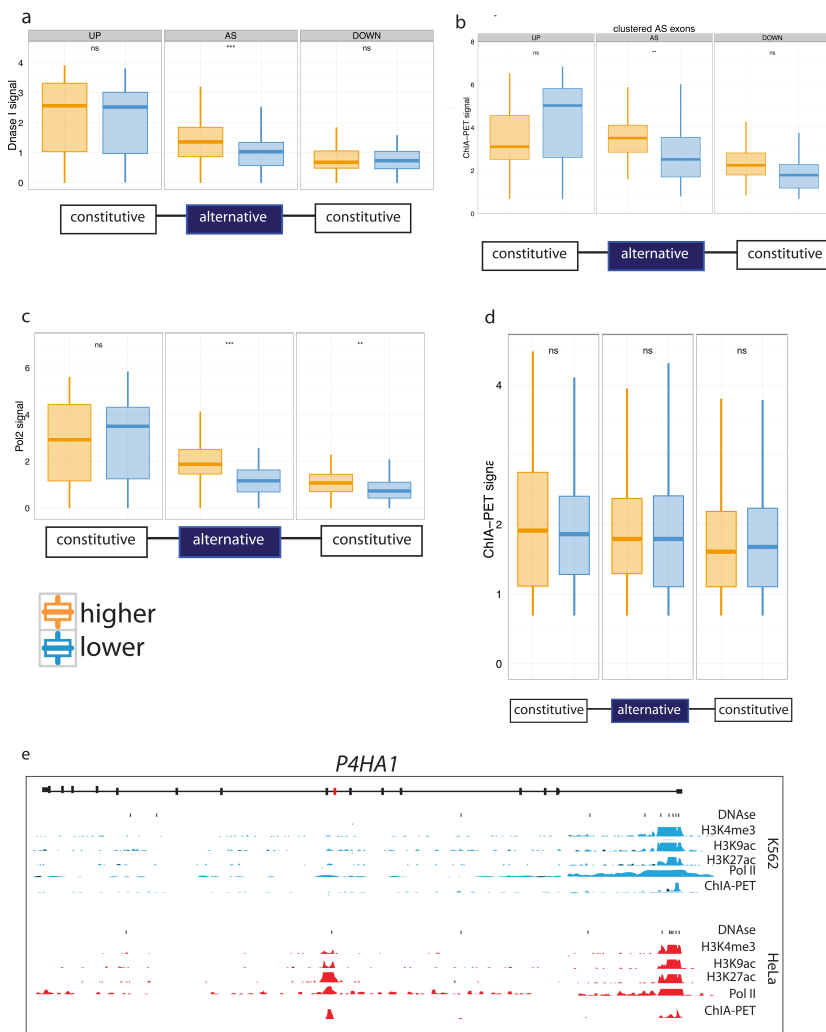 a
UP AS DOWN
ns *** ns
4
3
2
1
0
Dnase I signal
constitutive alternative constitutive
b
clustered AS exons
UP AS DOWN
ns ** ns
8
6
4
2
0
ChIA-PET signal
constitutive alternative constitutive
c
ns *** **
6
4
2
0
Pol2 signal
constitutive alternative constitutive
higher
lower
d
ns ns ns
4
2
1
0
ChIA-PET signa
constitutive alternative constitutive
e
P4HA1
DNAse
H3K4me3
H3K9ac
H3K27ac
Pol II
ChIA-PET
K562
DNAse
H3K4me3
H3K9ac
H3K27ac
Pol II
ChIA-PET
HeLa